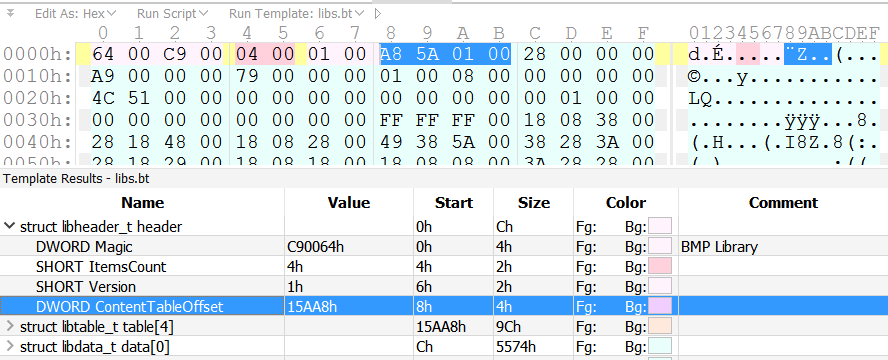 Edit As: Hex Run Script Run Template: libs.bt
0 1 2 3 4 5 6 7 8 9 A B C D E F 0123456789ABCDEF
0000h: 64 00 C9 00 04 00 01 00 A8 5A 01 00 28 00 00 00 d.É.....¨Z..(...
0010h: A9 00 00 00 79 00 00 00 01 00 08 00 00 00 00 00 ©...y...........
0020h: 4C 51 00 00 00 00 00 00 00 00 00 00 00 01 00 00 LQ..............
0030h: 00 00 00 00 00 00 00 00 FF FF FF 00 18 08 38 00 ........ÿÿÿ...8.
0040h: 28 18 48 00 18 08 28 00 49 38 5A 00 38 28 3A 00 (.H...(.I8Z.8(:.
0050h: 28 18 29 00 18 08 18 00 18 08 08 00 3A 28 28 00
Template Results - libs.bt
Name Value Start Size Color Comment
struct libheader_t header 0h Ch Fg: Bg:
DWORD Magic C90064h 0h 4h Fg: Bg: BMP Library
SHORT ItemsCount 4h 4h 2h Fg: Bg:
SHORT Version 1h 6h 2h Fg: Bg:
DWORD ContentTableOffset 15AA8h 8h 4h Fg: Bg:
struct libtable_t table[4] 15AA8h 9Ch Fg: Bg:
struct libdata_t data[0] Ch 5574h Fg: Bg: